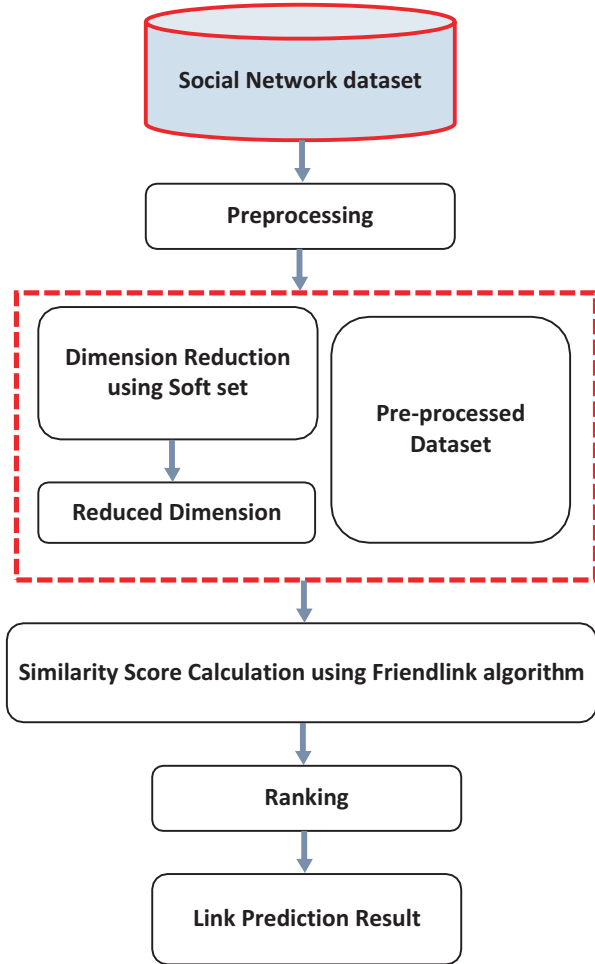 Social Network dataset
Preprocessing
Dimension Reduction
using Soft set
Reduced Dimension
Pre-processed
Dataset
Similarity Score Calculation using Friendlink algorithm
Ranking
Link Prediction Result